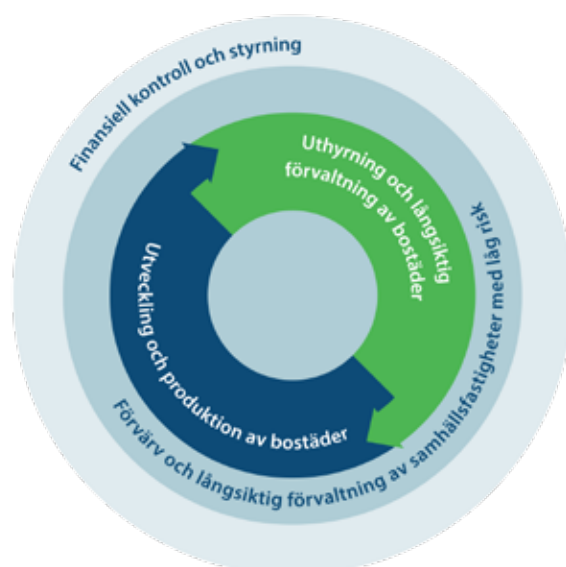 Finansiell kontroll och styrning
Uthyrning och långsiktig
förvaltning av bostäder
Utveckling och produktion av bostäder
Förvärv och långsiktig förvaltning av samhällsfastigheter med låg risk